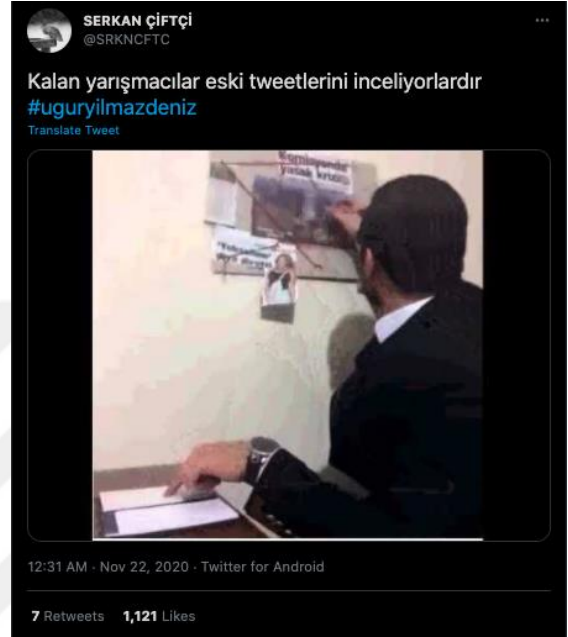 SERKAN ÇİFTÇİ
@SRKNCFTC
Kalan yarışmacılar eski tweetlerini inceliyorlardır
#uguryilmazdeniz
Translate Tweet
yasak
12:31 AM · Nov 22, 2020 · Twitter for Android
7 Retweets 1,121 Likes